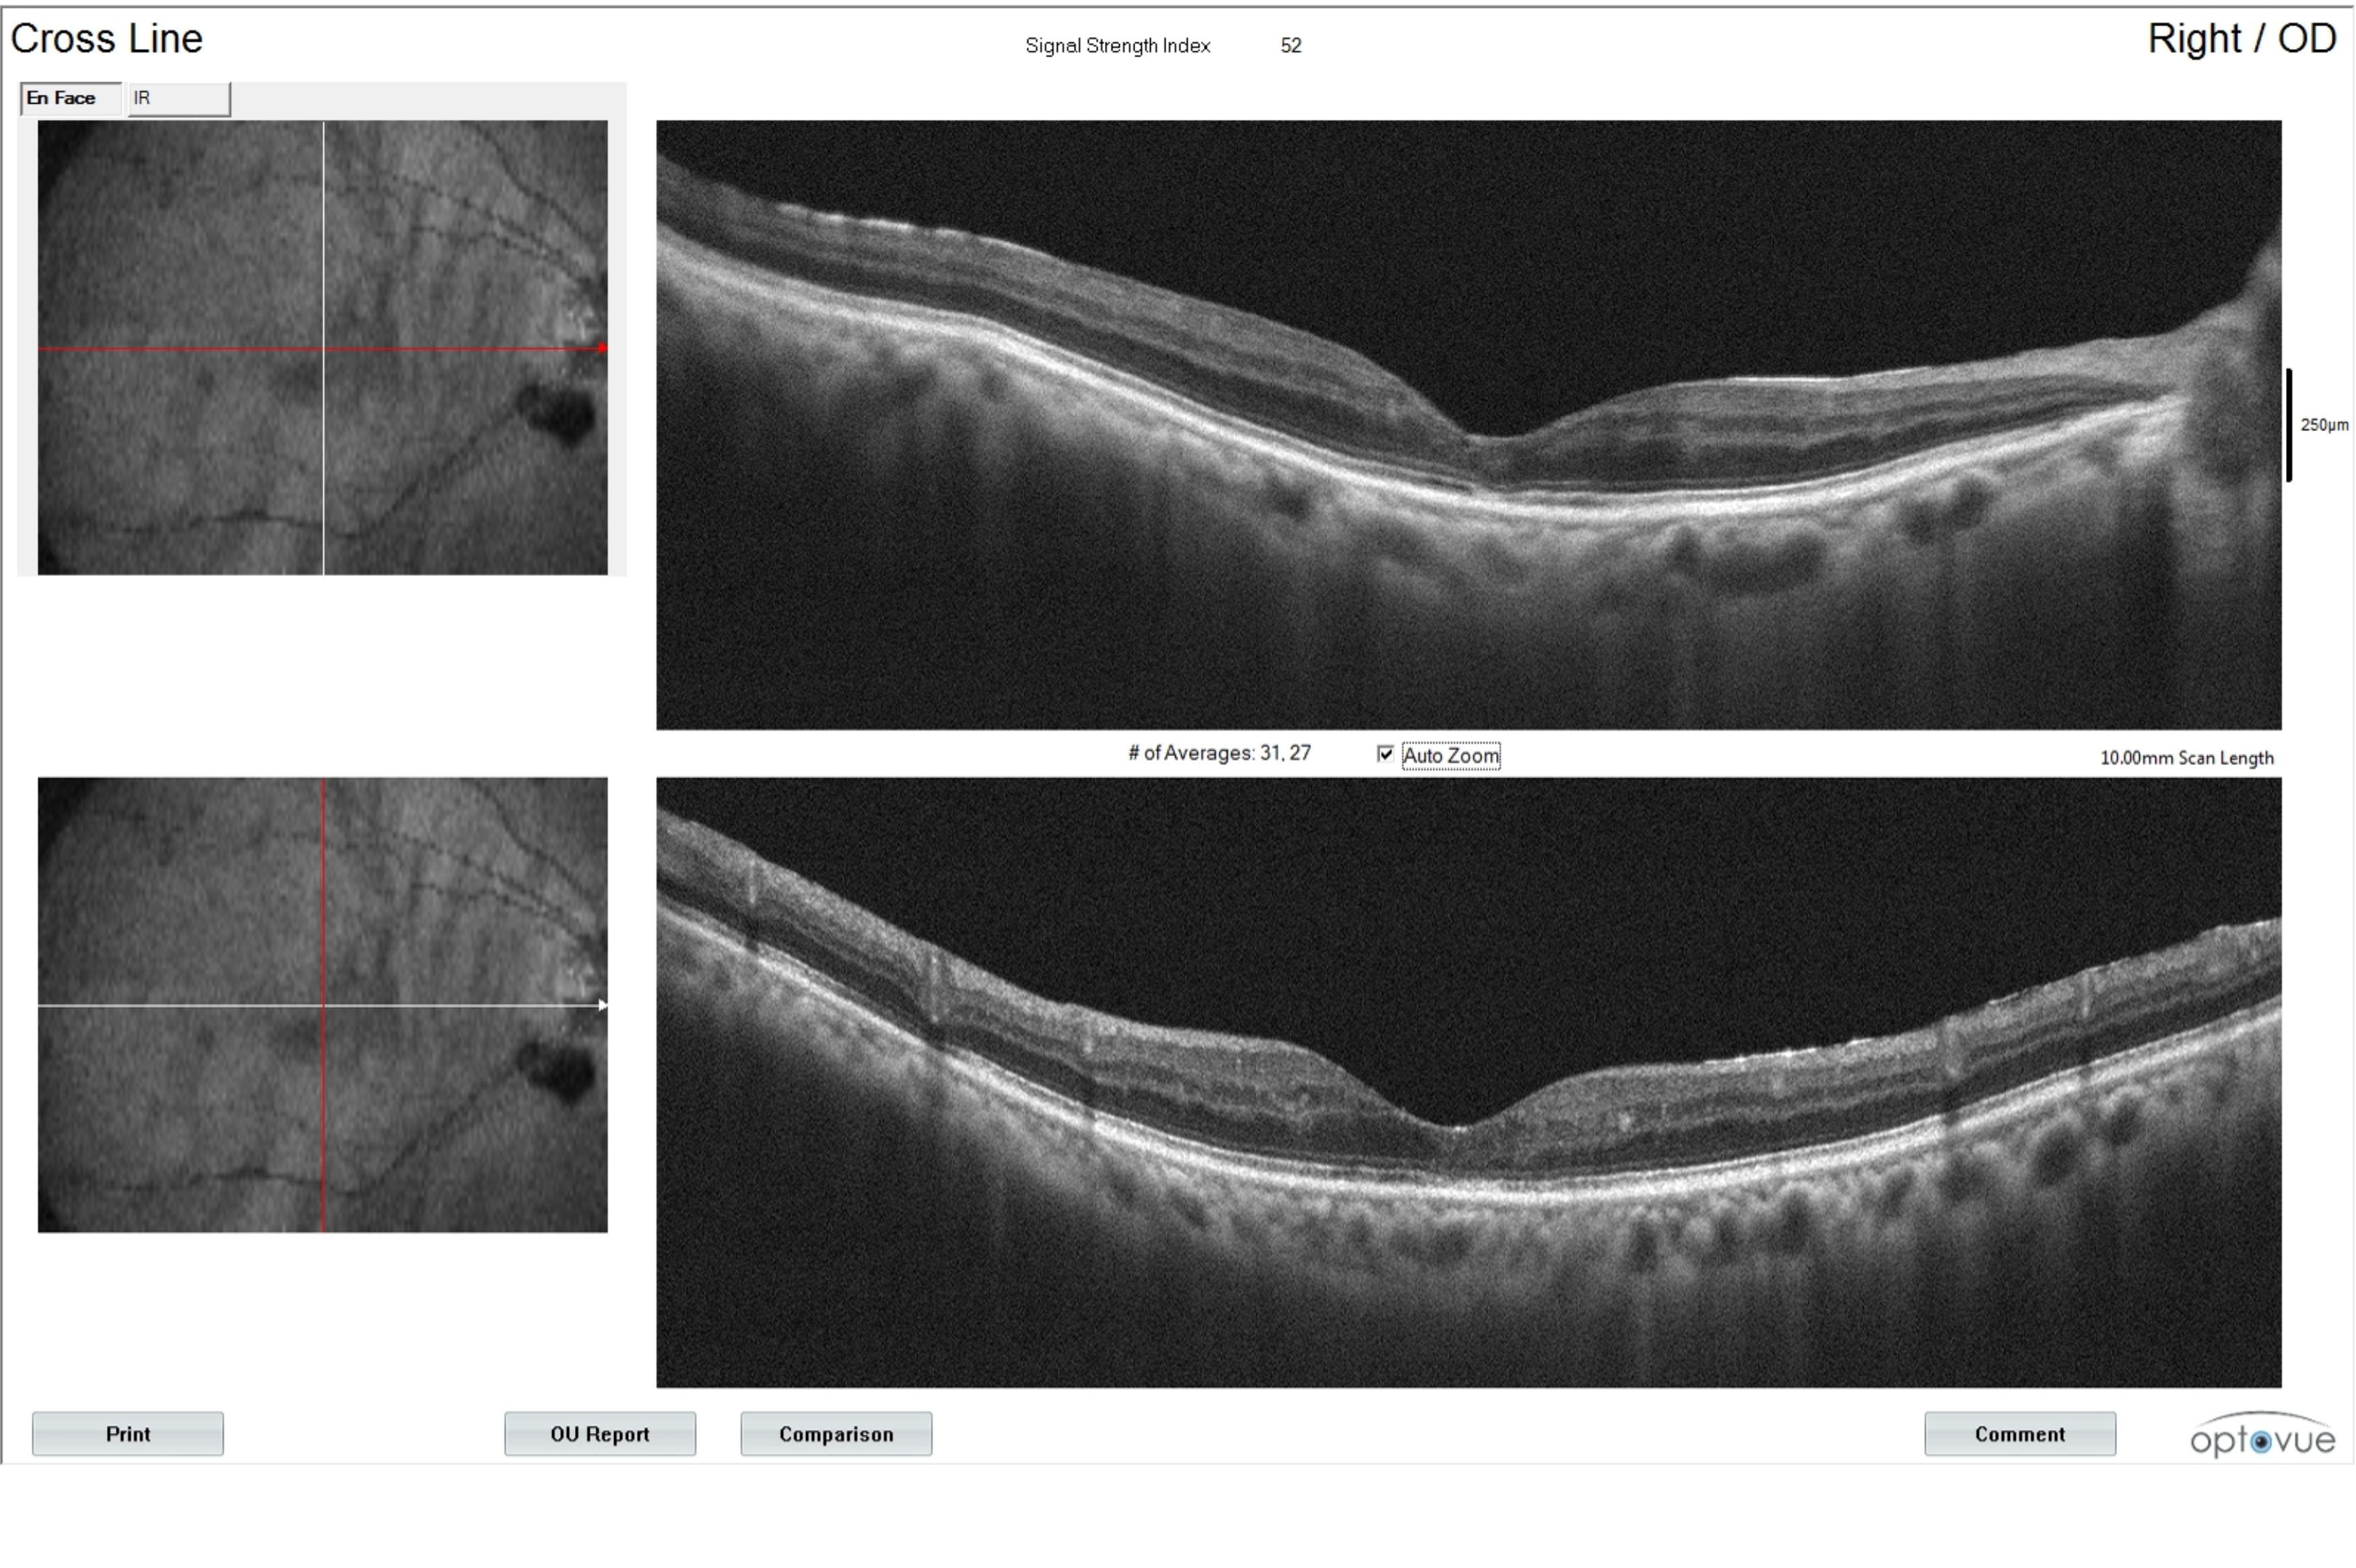 Cross Line
Signal Strength Index 52
Right / OD
En Face IR
250µm
# of Averages: 31, 27
Auto Zoom
10.00mm Scan Length
Print
OU Report
Comparison
Comment
optovue